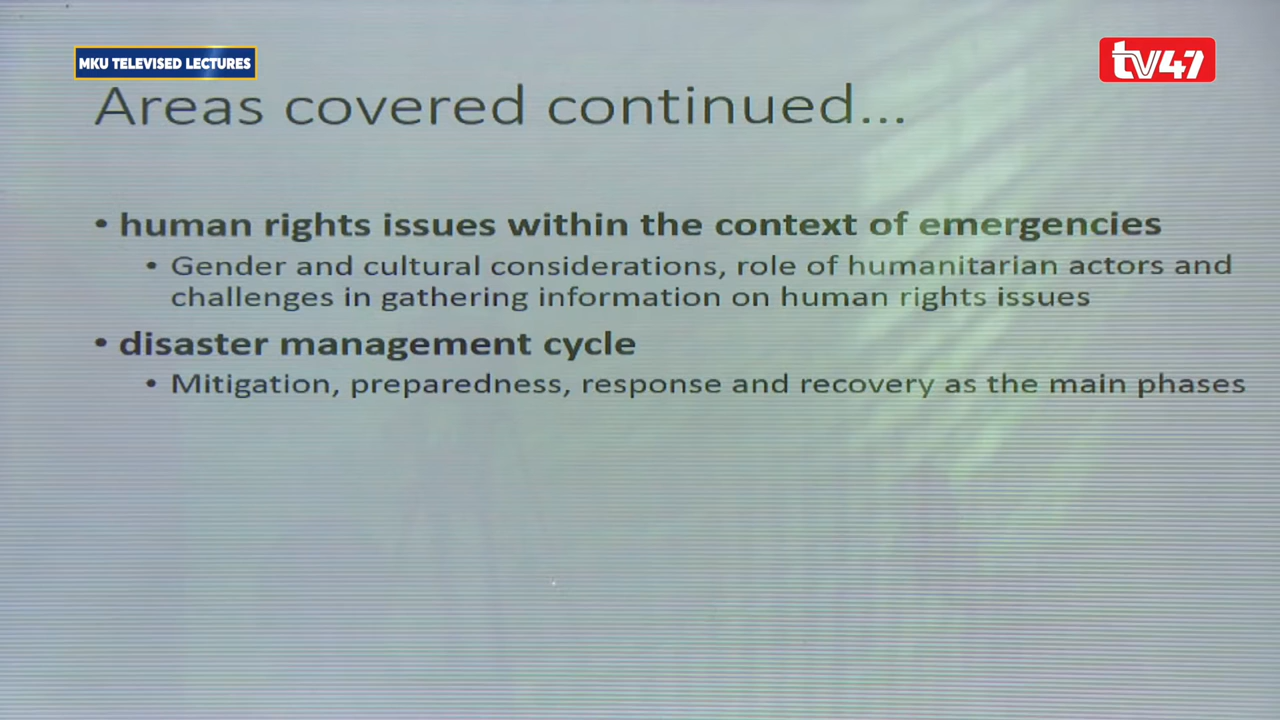 MKU TELEVISED LECTURES
tv47
Areas covered continued...
• human rights issues within the context of emergencies
• Gender and cultural considerations, role of humanitarian actors and
challenges in gathering information on human rights issues
• disaster management cycle
• Mitigation, preparedness, response and recovery as the main phases